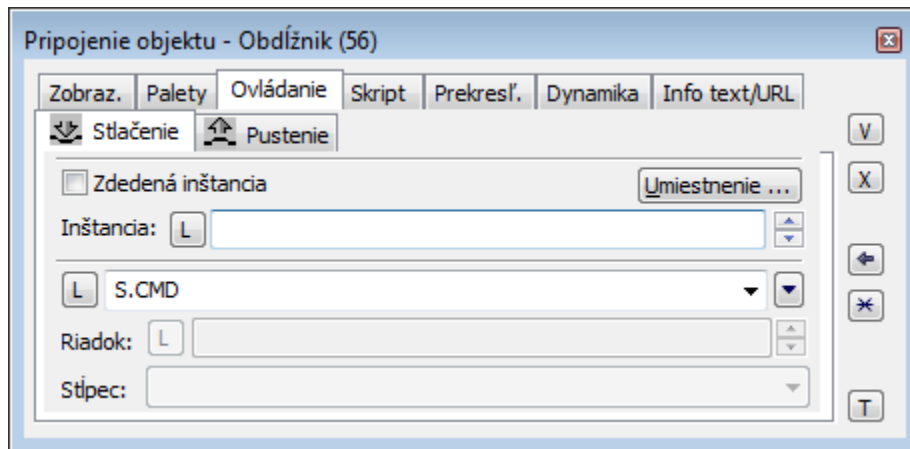 Pripojenie objektu - Obdĺžnik (56)
Zobraz. Palety Ovládanie Skript Prekresľ. Dynamika Info text/URL
Stlačenie Pustenie V
Zdedená inštancia Umiestnenie ... X
Inštancia: L
L S.CMD
Riadok: L
Stĺpec:
T